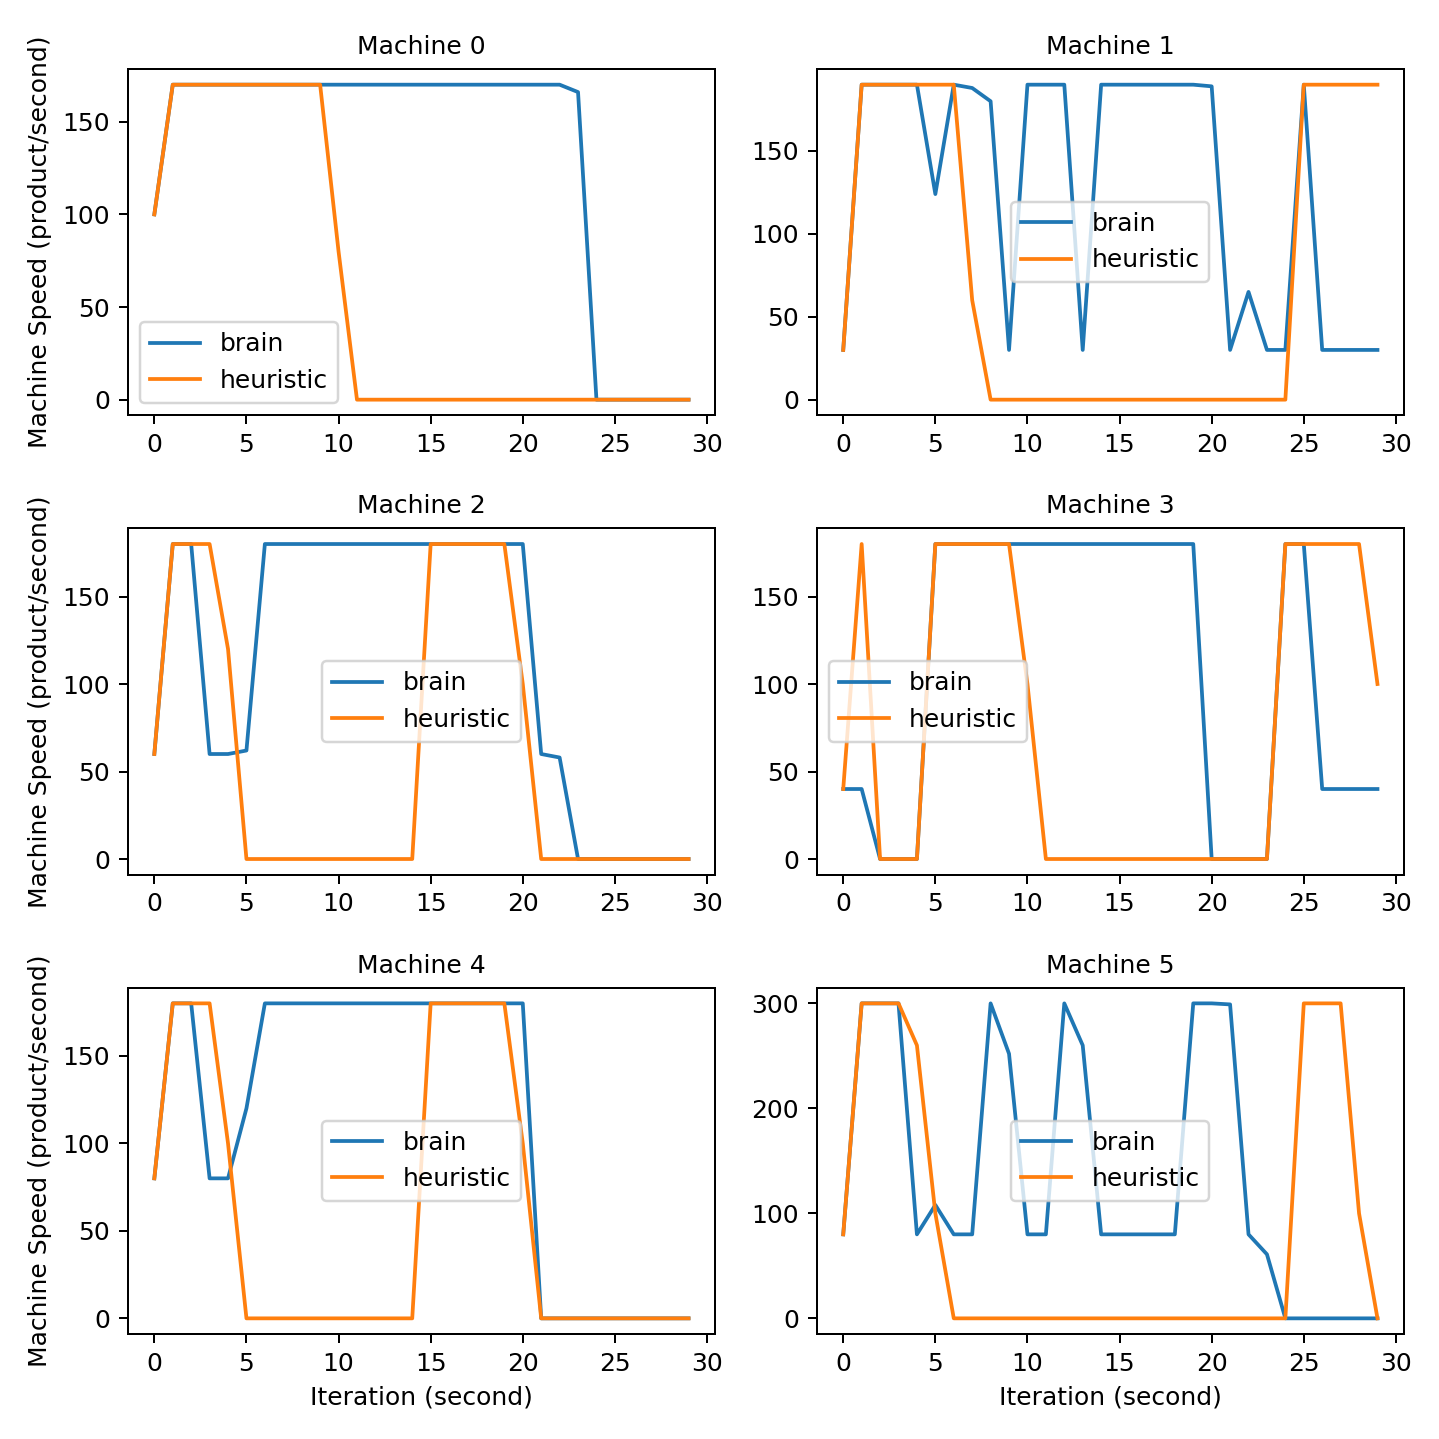 Machine 0
Machine Speed (product/second)
150
100
50
0
brain
heuristic
0 5 10 15 20 25 30
Machine 1
150
100
50
0
brain
heuristic
0 5 10 15 20 25 30
Machine 2
Machine Speed (product/second)
150
100
50
0
brain
heuristic
0 5 10 15 20 25 30
Machine 3
150
100
50
0
brain
heuristic
0 5 10 15 20 25 30
Machine 4
Machine Speed (product/second)
150
100
50
0
brain
heuristic
0 5 10 15 20 25 30
Iteration (second)
Machine 5
300
200
100
0
brain
heuristic
0 5 10 15 20 25 30
Iteration (second)